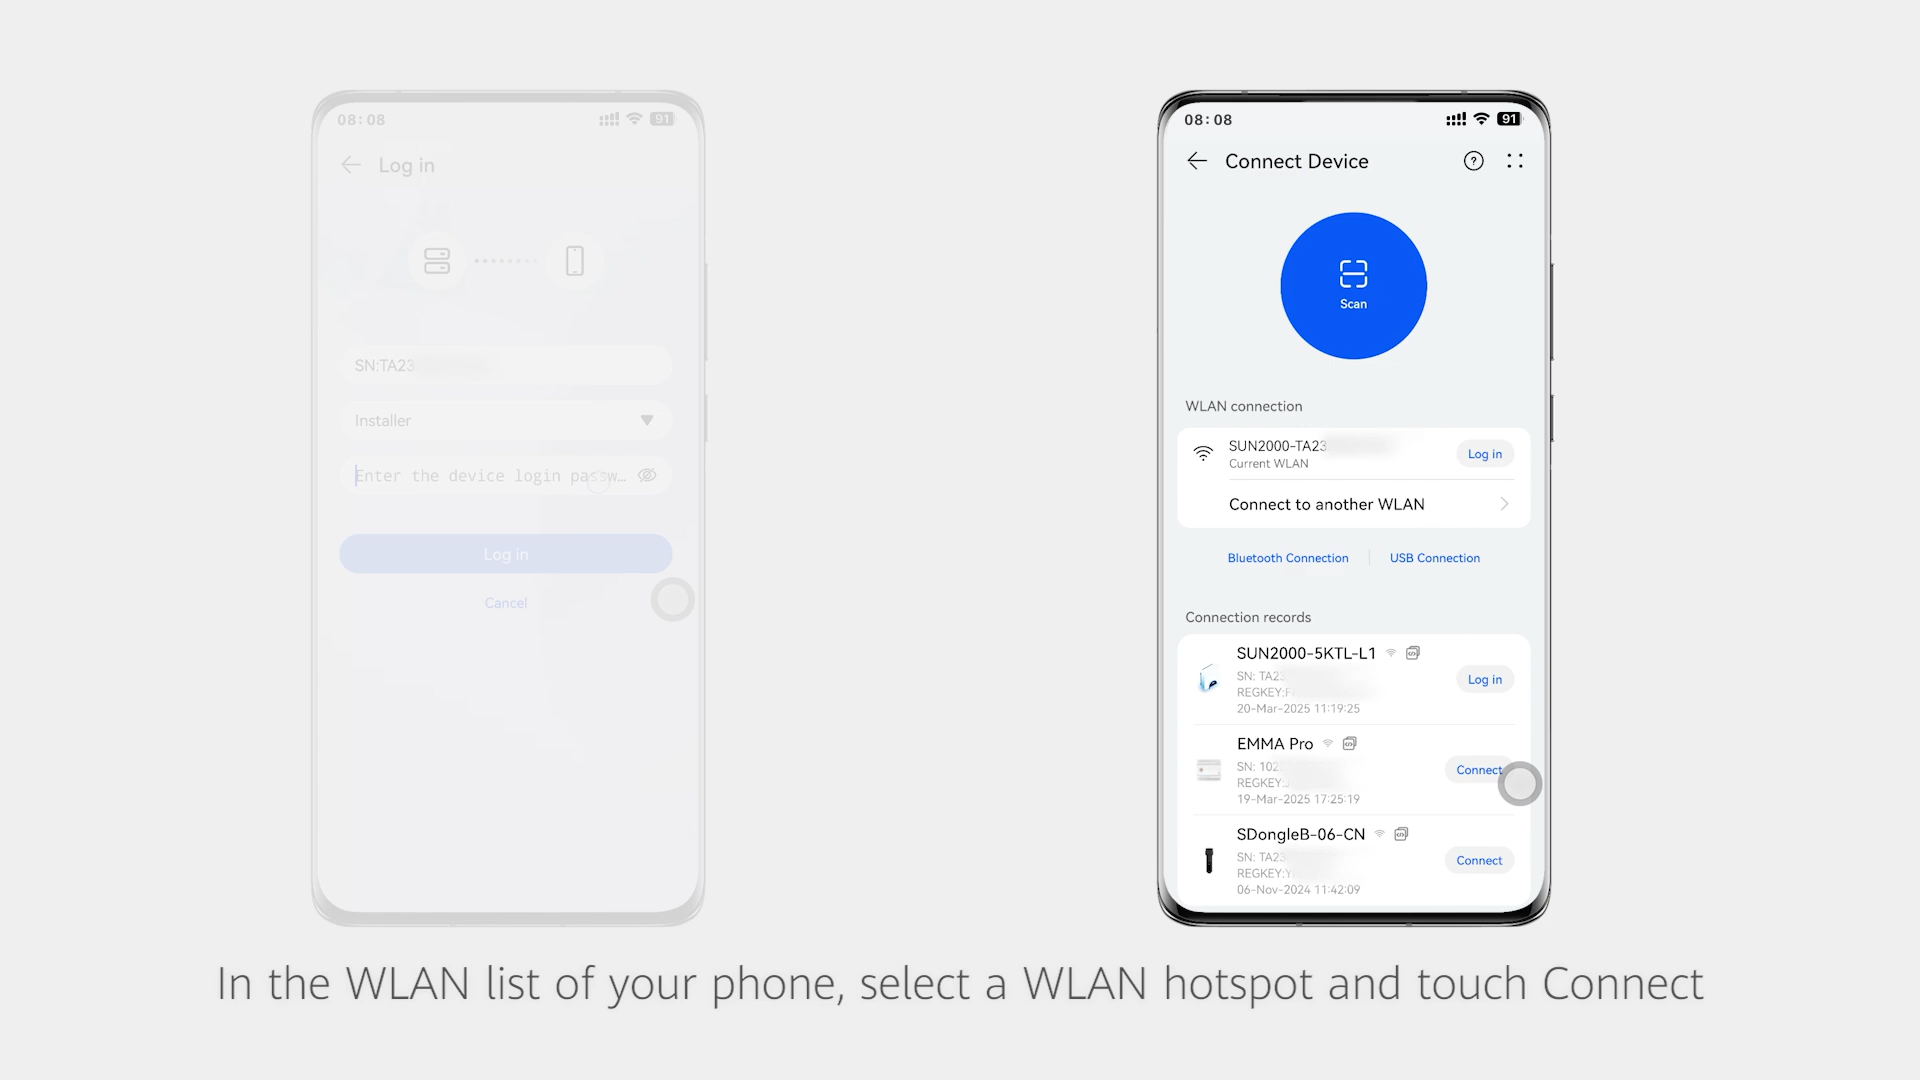 08:08
91
Log in
SN:TA23
Installer
Enter the device login passw...
Log in
Cancel
08:08
91
Connect Device
Scan
WLAN connection
SUN2000-TA23
Current WLAN
Log in
Connect to another WLAN
Bluetooth Connection
USB Connection
Connection records
SUN2000-5KTL-L1
SN: TA2
REGKEY:
20-Mar-2025 11:19:25
Log in
EMMA Pro
SN: 102
REGKEY:
19-Mar-2025 17:25:19
Connect
SDongleB-06-CN
SN: TA23
REGKEY:
06-Nov-2024 11:42:09
Connect
In the WLAN list of your phone, select a WLAN hotspot and touch Connect